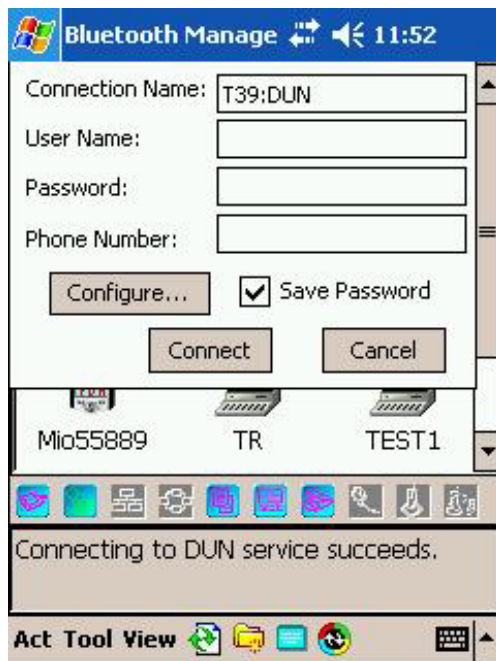 Bluetooth Manage 11:52
Connection Name: T39:DUN
User Name:
Password:
Phone Number:
Configure... Save Password
Connect Cancel
Mio55889 TR TEST1
Connecting to DUN service succeeds.
Act Tool View